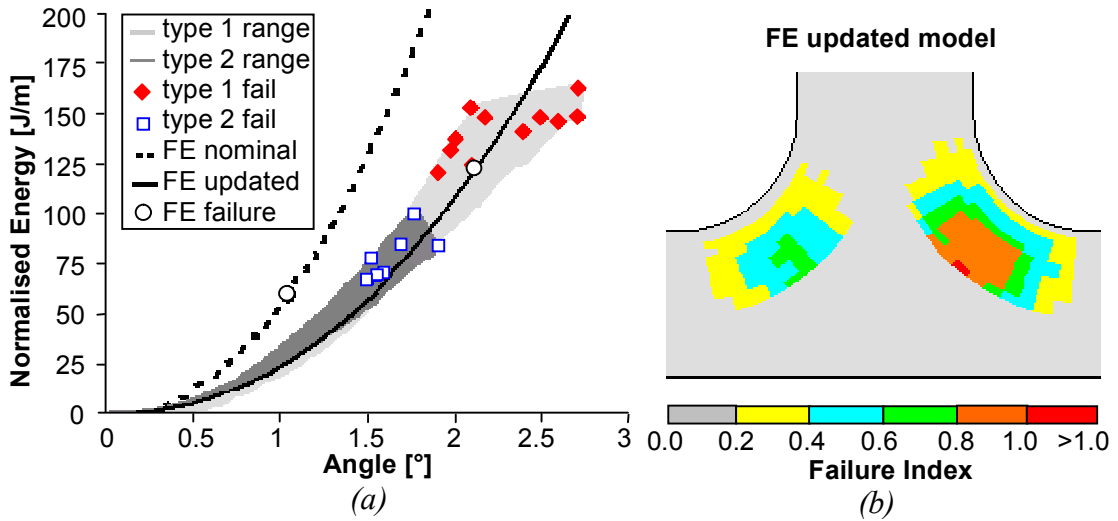 Normalised Energy [J/m]
200
175
150
125
100
75
50
25
0
type 1 range
type 2 range
type 1 fail
type 2 fail
FE nominal
FE updated
FE failure
0 0.5 1 1.5 2 2.5 3
Angle [°]
(a)
FE updated model
0.0 0.2 0.4 0.6 0.8 1.0 >1.0
Failure Index
(b)